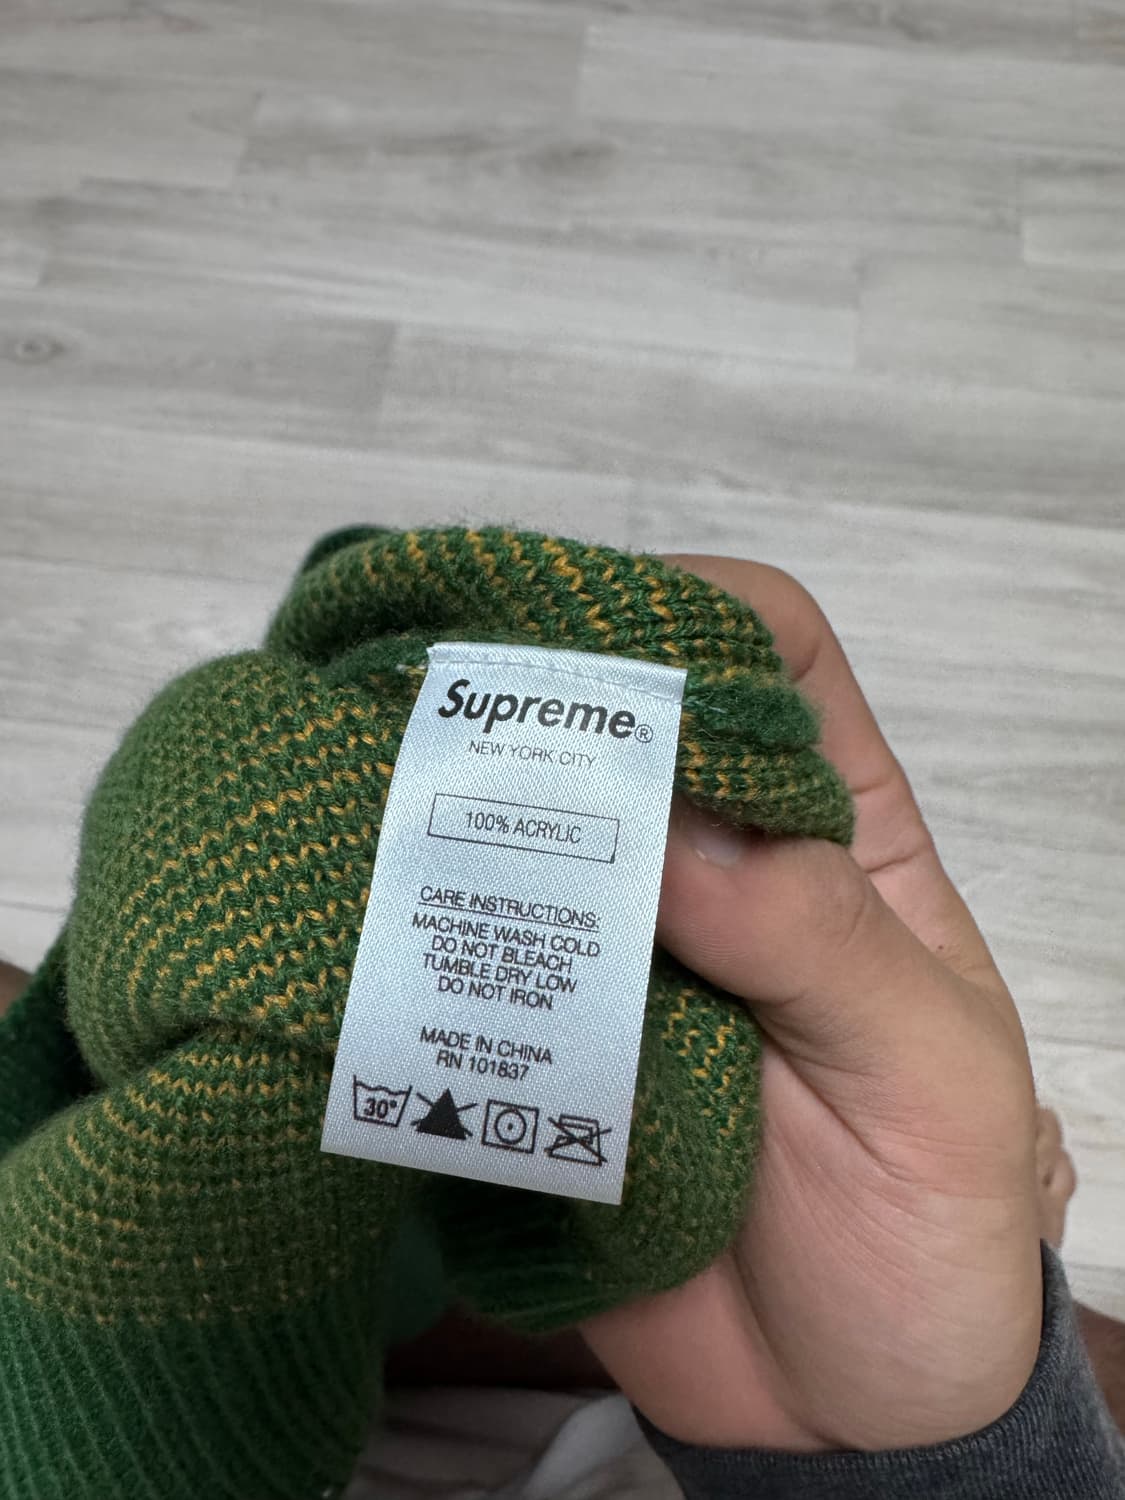 Supreme®
NEW YORK CITY
100% ACRYLIC
CARE INSTRUCTIONS:
MACHINE WASH COLD
DO NOT BLEACH
TUMBLE DRY LOW
DO NOT IRON
MADE IN CHINA
RN 101837
30°